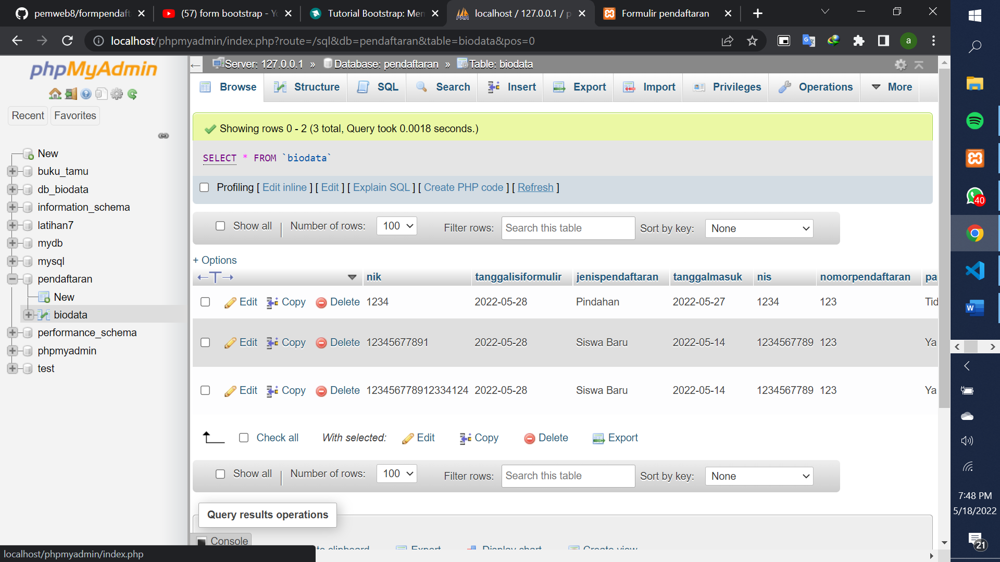 pemweb8/formpendaft
(57) form bootstrap - Yo
Tutorial Bootstrap: Men
localhost / 127.0.0.1 / p
Formulir pendaftaran
localhost/phpmyadmin/index.php?route=/sql&db=pendaftaran&table=biodata&pos=0
a
phpMyAdmin
Recent
Favorites
New
buku_tamu
db_biodata
information_schema
latihan7
mydb
mysql
pendaftaran
New
biodata
performance_schema
phpmyadmin
test
Server: 127.0.0.1 » Database: pendaftaran » Table: biodata
Browse Structure SQL Search Insert Export Import Privileges Operations More
Showing rows 0 - 2 (3 total, Query took 0.0018 seconds.)
SELECT * FROM `biodata`
Profiling [ Edit inline ] [ Edit ] [ Explain SQL ] [ Create PHP code ] [ Refresh ]
Show all | Number of rows: 100 Filter rows: Search this table Sort by key: None
+ Options
←T→ nik tanggalisiformulir jenispendaftaran tanggalmasuk nis nomorpendaftaran pa
Edit Copy Delete 1234 2022-05-28 Pindahan 2022-05-27 1234 123 Tid
Edit Copy Delete 12345677891 2022-05-28 Siswa Baru 2022-05-14 1234567789 123 Ya
Edit Copy Delete 123456778912334124 2022-05-28 Siswa Baru 2022-05-14 1234567789 123 Ya
Check all With selected: Edit Copy Delete Export
Show all | Number of rows: 100 Filter rows: Search this table Sort by key: None
Query results operations
Console
to clipboard Export Display chart Create view
localhost/phpmyadmin/index.php
40
W
7:48 PM
5/18/2022
21